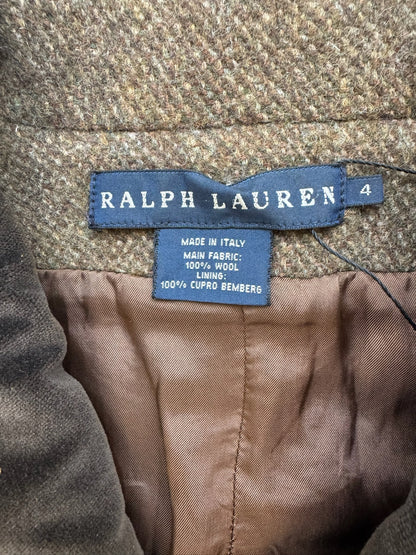 RALPH LAUREN
4
MADE IN ITALY
MAIN FABRIC:
100% WOOL
LINING:
100% CUPRO BEMBERG